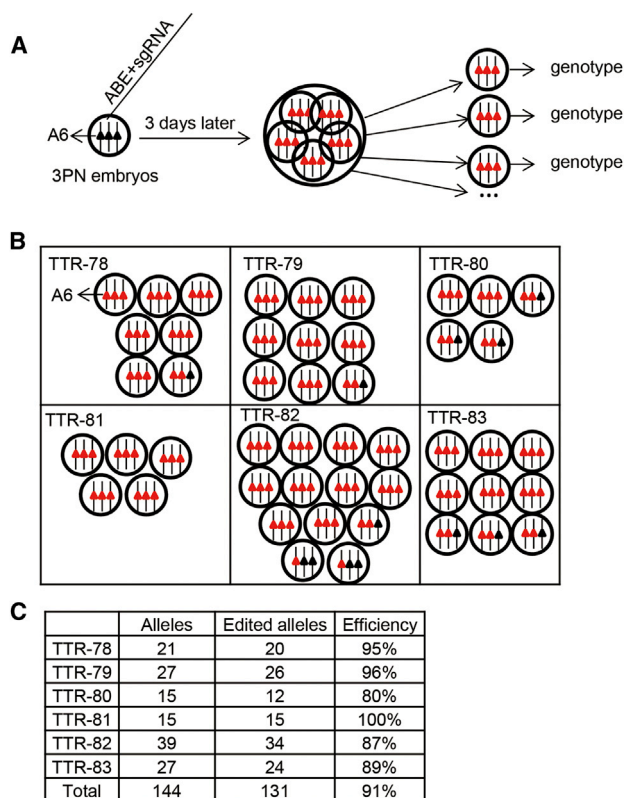 A
ABE+sgRNA
A6
3 days later
3PN embryos
genotype
genotype
genotype
...
B
TTR-78
A6
TTR-79
TTR-80
TTR-81
TTR-82
TTR-83
C
Alleles Edited alleles Efficiency
TTR-78 21 20 95%
TTR-79 27 26 96%
TTR-80 15 12 80%
TTR-81 15 15 100%
TTR-82 39 34 87%
TTR-83 27 24 89%
Total 144 131 91%